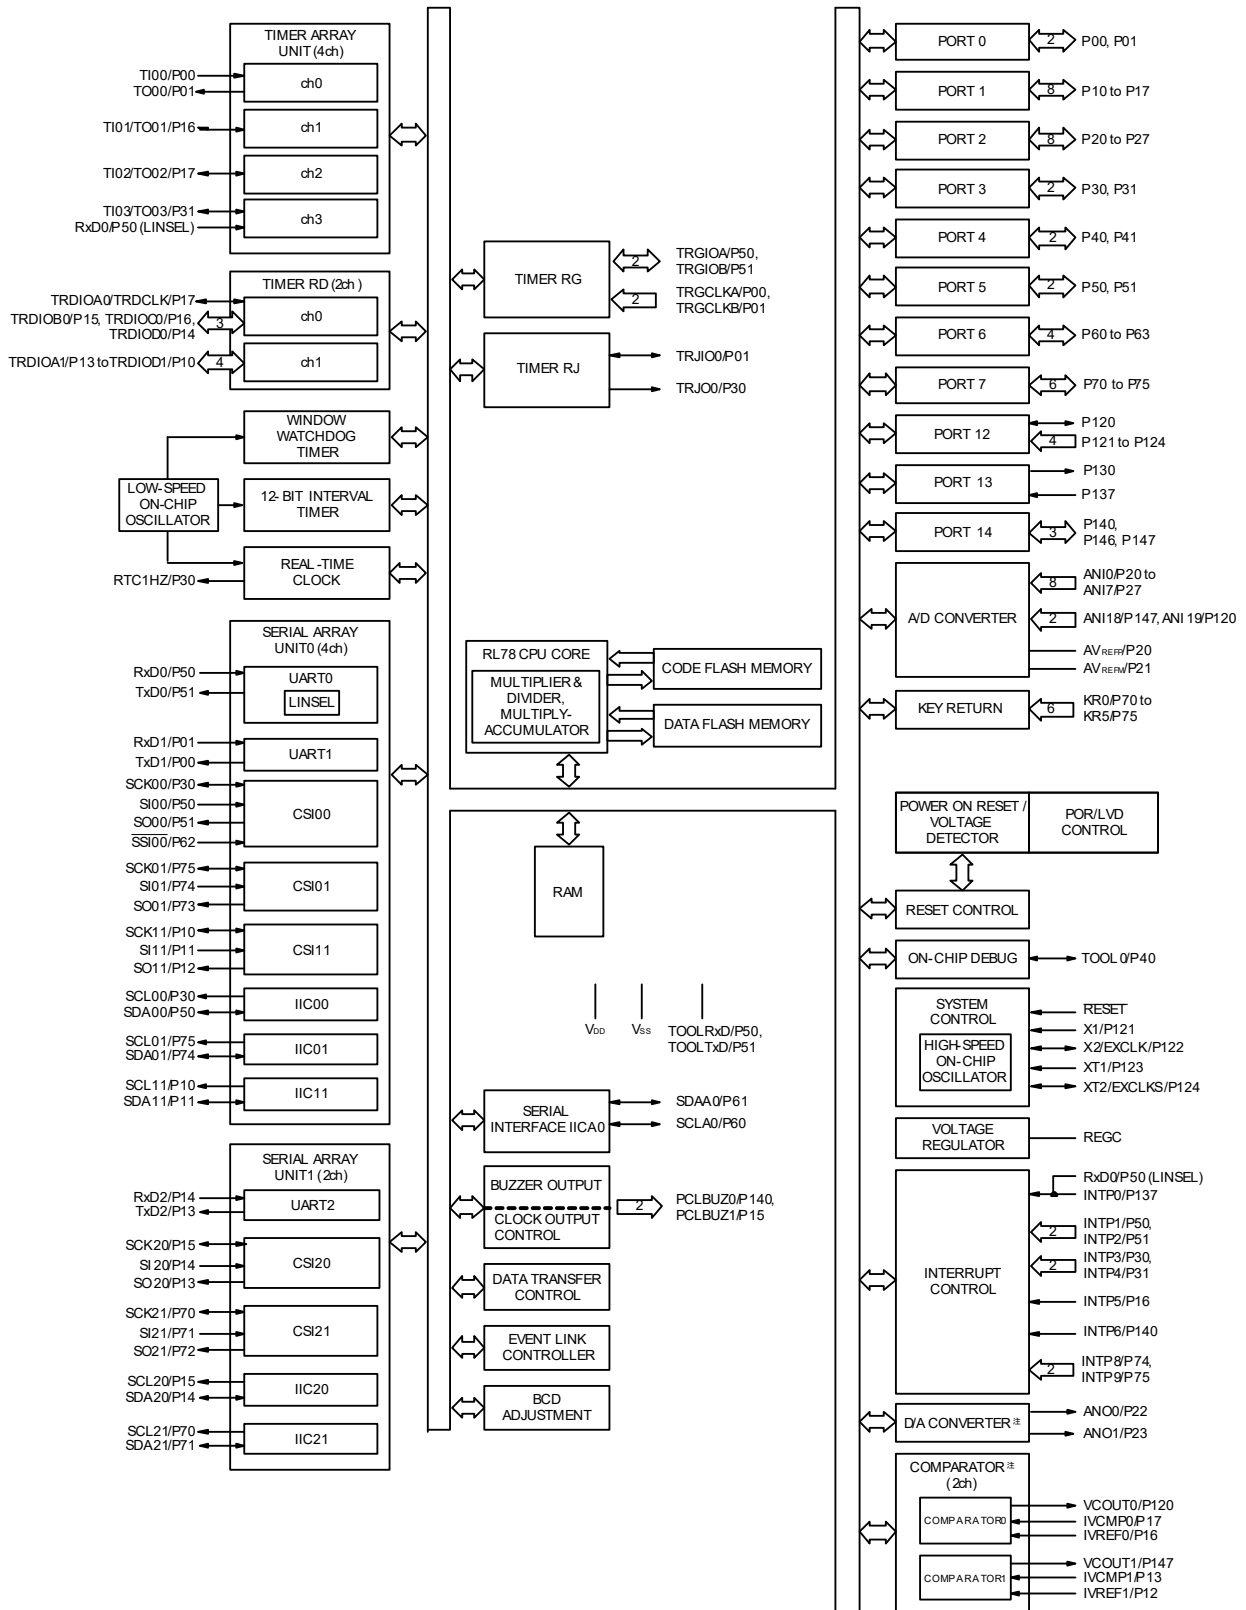 TIMER ARRAY
UNIT (4ch)
TI00/P00
TO00/P01
ch0
TI01/TO01/P16
ch1
TI02/TO02/P17
ch2
TI03/TO03/P31
RxD0/P50 (LINSEL)
ch3
TIMER RD (2ch)
TRDIOA0/TRDCLK/P17
TRDIOB0/P15, TRDIOC0/P16,
TRDIOD0/P14
3
ch0
TRDIOA1/P13 to TRDIOD1/P10
4
ch1
WINDOW
WATCHDOG
TIMER
LOW-SPEED
ON-CHIP
OSCILLATOR
12- BIT INTERVAL
TIMER
REAL-TIME
CLOCK
RTC1HZ/P30
SERIAL ARRAY
UNIT0 (4ch)
RxD0/P50
TxD0/P51
UART0
LINSEL
RxD1/P01
TxD1/P00
UART1
SCK00/P30
SI00/P50
SO00/P51
SSI00/P62
CSI00
SCK01/P75
SI01/P74
SO01/P73
CSI01
SCK11/P10
SI11/P11
SO11/P12
CSI11
SCL00/P30
SDA00/P50
IIC00
SCL01/P75
SDA01/P74
IIC01
SCL11/P10
SDA11/P11
IIC11
SERIAL ARRAY
UNIT1 (2ch)
RxD2/P14
TxD2/P13
UART2
SCK20/P15
SI20/P14
SO20/P13
CSI20
SCK21/P70
SI21/P71
SO21/P72
CSI21
SCL20/P15
SDA20/P14
IIC20
SCL21/P70
SDA21/P71
IIC21
TIMER RG
2
TRGIOA/P50,
TRGIOB/P51
2
TRGCLKA/P00,
TRGCLKB/P01
TIMER RJ
TRJIO0/P01
TRJO0/P30
RL78 CPU CORE
MULTIPLIER &
DIVIDER,
MULTIPLY-
ACCUMULATOR
CODE FLASH MEMORY
DATA FLASH MEMORY
RAM
VDD
VSS
TOOLRxD/P50,
TOOLTxD/P51
SERIAL
INTERFACE IICA0
SDAA0/P61
SCLA0/P60
BUZZER OUTPUT
CLOCK OUTPUT
CONTROL
2
PCLBUZ0/P140,
PCLBUZ1/P15
DATA TRANSFER
CONTROL
EVENT LINK
CONTROLLER
BCD
ADJUSTMENT
PORT 0
2
P00, P01
PORT 1
8
P10 to P17
PORT 2
8
P20 to P27
PORT 3
2
P30, P31
PORT 4
2
P40, P41
PORT 5
2
P50, P51
PORT 6
4
P60 to P63
PORT 7
6
P70 to P75
PORT 12
P120
4
P121 to P124
PORT 13
P130
P137
PORT 14
3
P140,
P146, P147
A/D CONVERTER
8
ANI0/P20 to
ANI7/P27
2
ANI18/P147, ANI19/P120
AVREFP/P20
AVREFM/P21
KEY RETURN
6
KR0/P70 to
KR5/P75
POWER ON RESET /
VOLTAGE
DETECTOR
POR/LVD
CONTROL
RESET CONTROL
ON-CHIP DEBUG
TOOL0/P40
SYSTEM
CONTROL
HIGH-SPEED
ON-CHIP
OSCILLATOR
RESET
X1/P121
X2/EXCLK/P122
XT1/P123
XT2/EXCLKS/P124
VOLTAGE
REGULATOR
REGC
INTERRUPT
CONTROL
RxD0/P50 (LINSEL)
INTP0/P137
2
INTP1/P50,
INTP2/P51
2
INTP3/P30,
INTP4/P31
INTP5/P16
INTP6/P140
2
INTP8/P74,
INTP9/P75
D/A CONVERTER注
ANO0/P22
ANO1/P23
COMPARATOR注
(2ch)
COMPARATOR0
VCOUT0/P120
IVCMP0/P17
IVREF0/P16
COMPARATOR1
VCOUT1/P147
IVCMP1/P13
IVREF1/P12